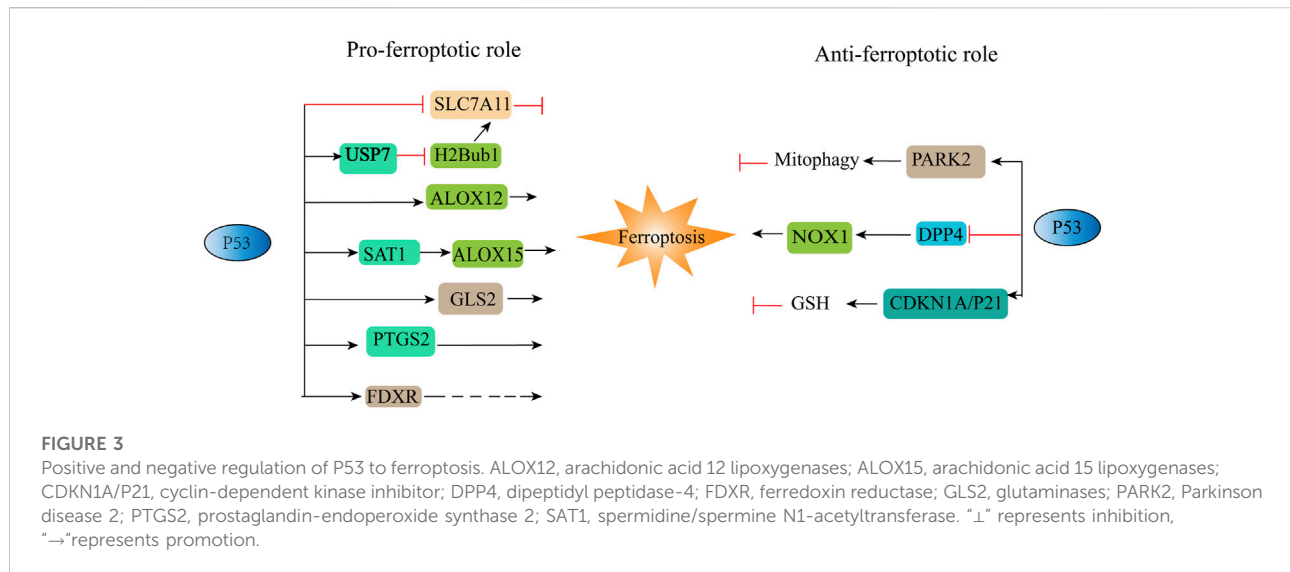 Pro-ferroptotic role
Anti-ferroptotic role
SLC7A11
USP7
H2Bub1
ALOX12
P53
SAT1
ALOX15
GLS2
PTGS2
FDXR
Ferroptosis
Mitophagy
PARK2
NOX1
DPP4
P53
GSH
CDKN1A/P21
FIGURE 3
Positive and negative regulation of P53 to ferroptosis. ALOX12, arachidonic acid 12 lipoxygenases; ALOX15, arachidonic acid 15 lipoxygenases;
CDKN1A/P21, cyclin-dependent kinase inhibitor; DPP4, dipeptidyl peptidase-4; FDXR, ferredoxin reductase; GLS2, glutaminases; PARK2, Parkinson
disease 2; PTGS2, prostaglandin-endoperoxide synthase 2; SAT1, spermidine/spermine N1-acetyltransferase. “⊥” represents inhibition,
“→“represents promotion.